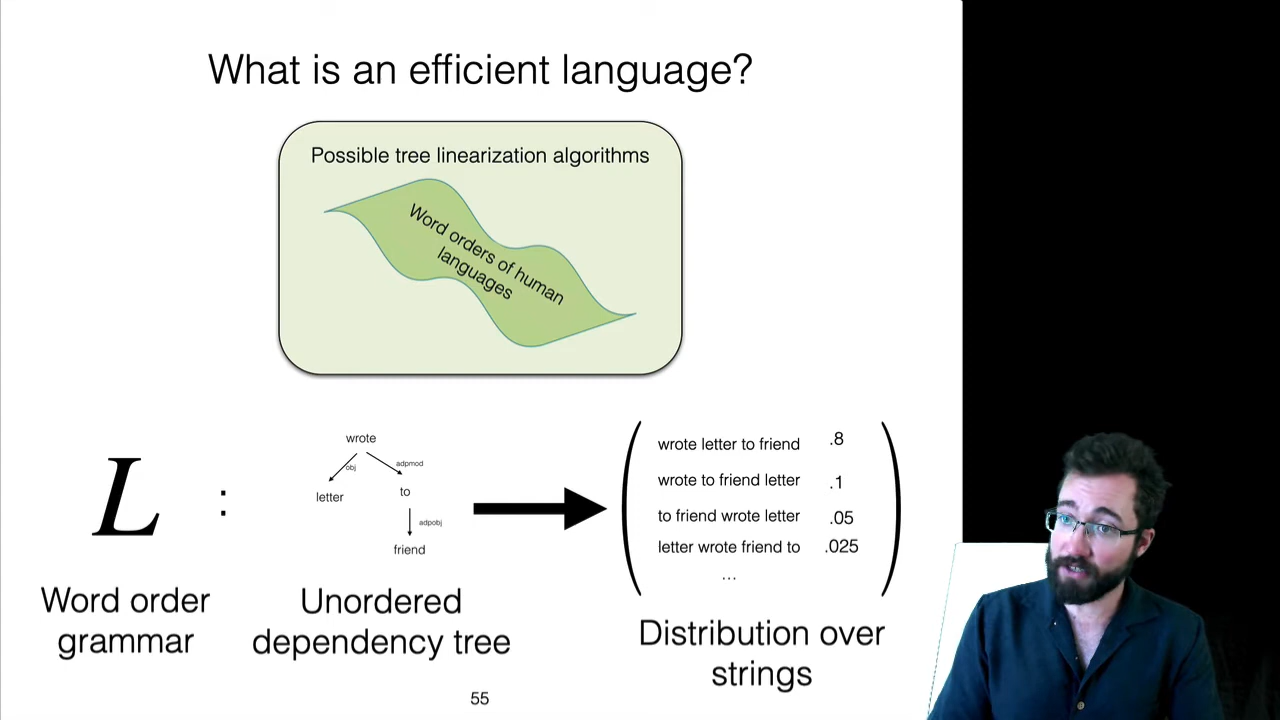 What is an efficient language?
Possible tree linearization algorithms
Word orders of human
languages
L :
wrote
obj
adpmod
letter
to
adpobj
friend
wrote letter to friend .8
wrote to friend letter .1
to friend wrote letter .05
letter wrote friend to .025
...
Word order
grammar
Unordered
dependency tree
Distribution over
strings
55